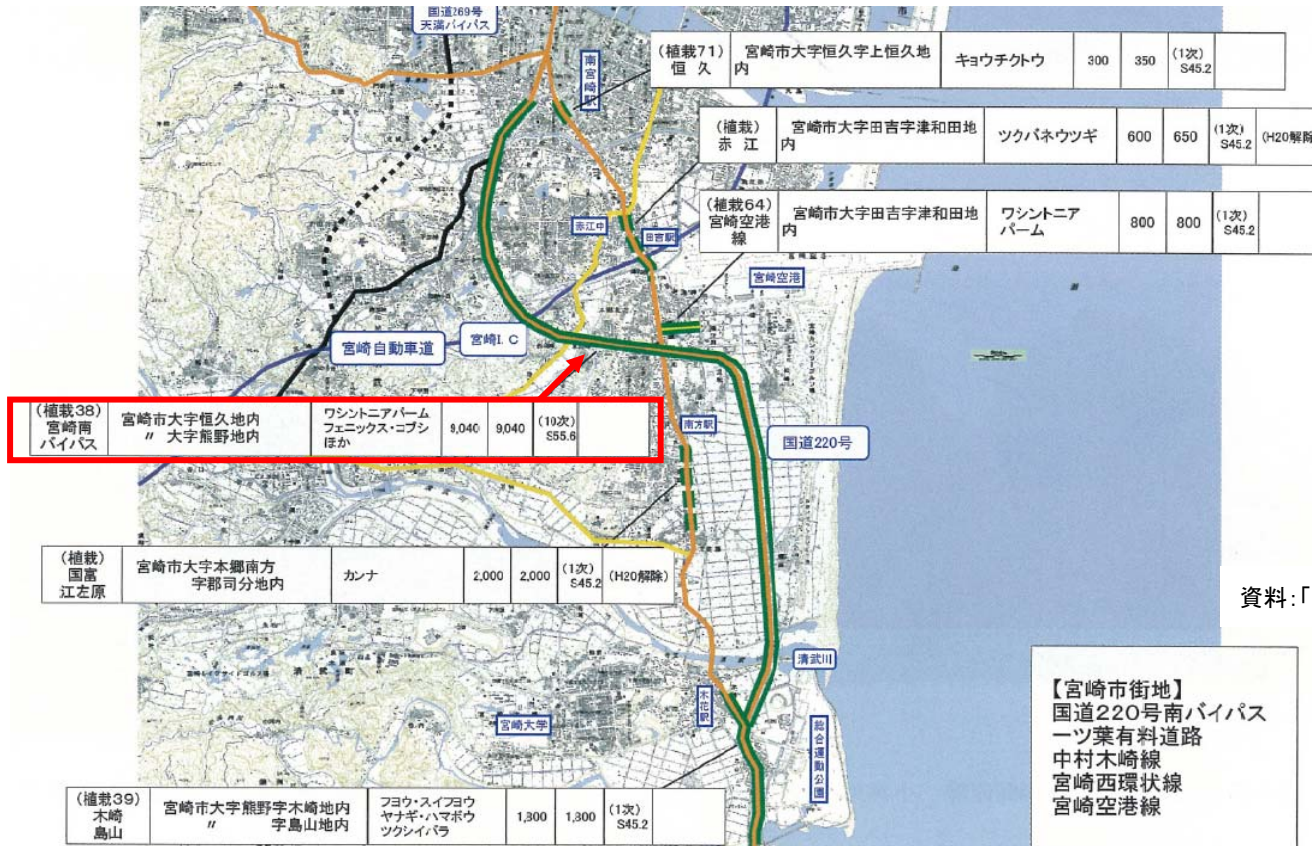 国道269号
天満バイパス
南宮崎駅
(植栽71)
恒久
宮崎市大字恒久字上恒久地
内
キョウチクトウ
300
350
(1次)
S45.2
(植栽)
赤江
宮崎市大字田吉字津和田地
内
ツクバネウツギ
600
650
(1次)
S45.2
(H20解除
(植栽64)
宮崎空港
線
宮崎市大字田吉字津和田地
内
ワシントニア
パーム
800
800
(1次)
S45.2
赤江中
田吉駅
宮崎空港
宮崎自動車道
宮崎I.C
(植栽38)
宮崎南
バイパス
宮崎市大字恒久地内
〃 大字熊野地内
ワシントニアパーム
フェニックス・コブシ
ほか
9,040
9,040
(10次)
S55.6
南方駅
国道220号
(植栽)
国富
江左原
宮崎市大字本郷南方
字郡司分地内
カンナ
2,000
2,000
(1次)
S45.2
(H20解除)
資料:「
清武川
木花駅
宮崎大学
総合運動公園
【宮崎市街地】
国道220号南バイパス
一ツ葉有料道路
中村木崎線
宮崎西環状線
宮崎空港線
(植栽39)
木崎
島山
宮崎市大字熊野字木崎地内
〃 字島山地内
フヨウ・スイフヨウ
ヤナギ・ハマボウ
ツクシイバラ
1,300
1,300
(1次)
S45.2